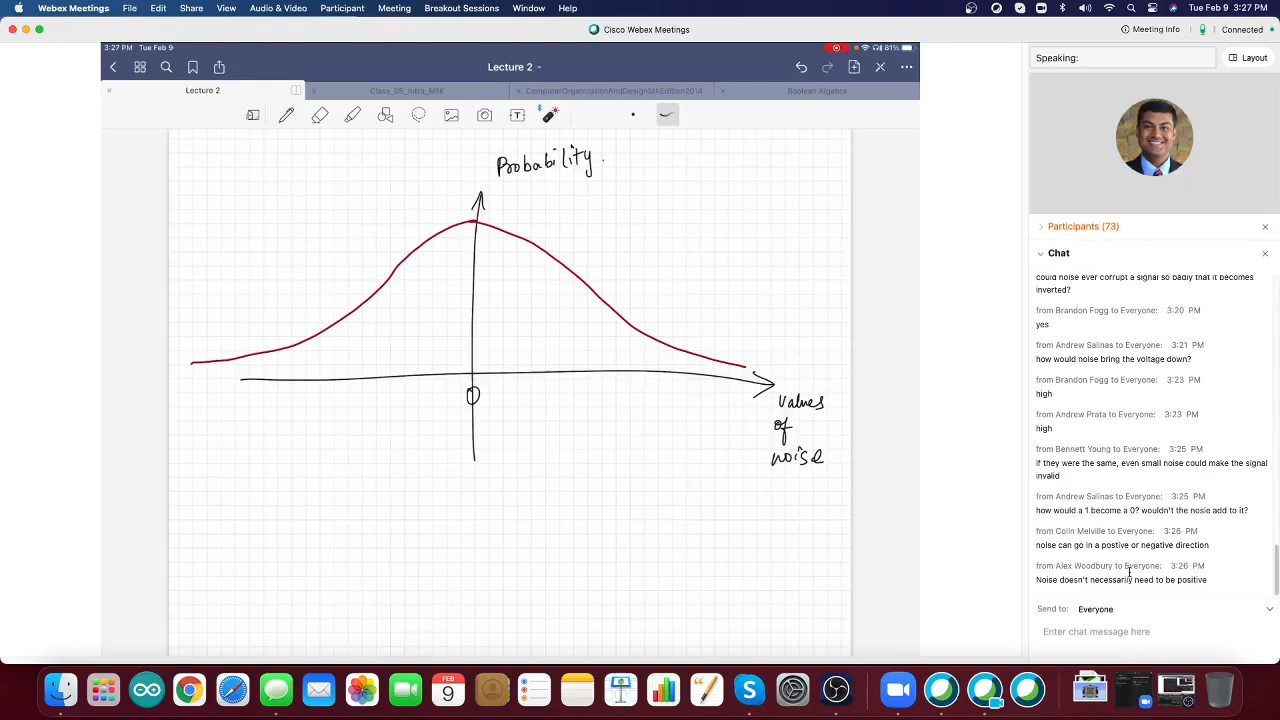 Webex Meetings File Edit Share View Audio & Video Participant Meeting Breakout Sessions Window Help
Tue Feb 9 3:27 PM
Cisco Webex Meetings
Meeting Info Connected
3:27 PM Tue Feb 9
81%
Lecture 2
Lecture 2
Class_05_intra_M1K
ComputerOrganizationAndDesign5thEdition2014
Boolean Algebra
Probability.
0
Values
of
noise
Speaking:
Layout
Participants (73)
Chat
could noise ever corrupt a signal so badly that it becomes
inverted?
from Brandon Fogg to Everyone: 3:20 PM
yes
from Andrew Salinas to Everyone: 3:21 PM
how would noise bring the voltage down?
from Brandon Fogg to Everyone: 3:23 PM
high
from Andrew Prata to Everyone: 3:23 PM
high
from Bennett Young to Everyone: 3:25 PM
if they were the same, even small noise could make the signal
invalid
from Andrew Salinas to Everyone: 3:25 PM
how would a 1 become a 0? wouldn't the nosie add to it?
from Colin Melville to Everyone: 3:26 PM
noise can go in a postive or negative direction
from Alex Woodbury to Everyone: 3:26 PM
Noise doesn't necessarily need to be positive
Send to: Everyone
Enter chat message here
FEB
9